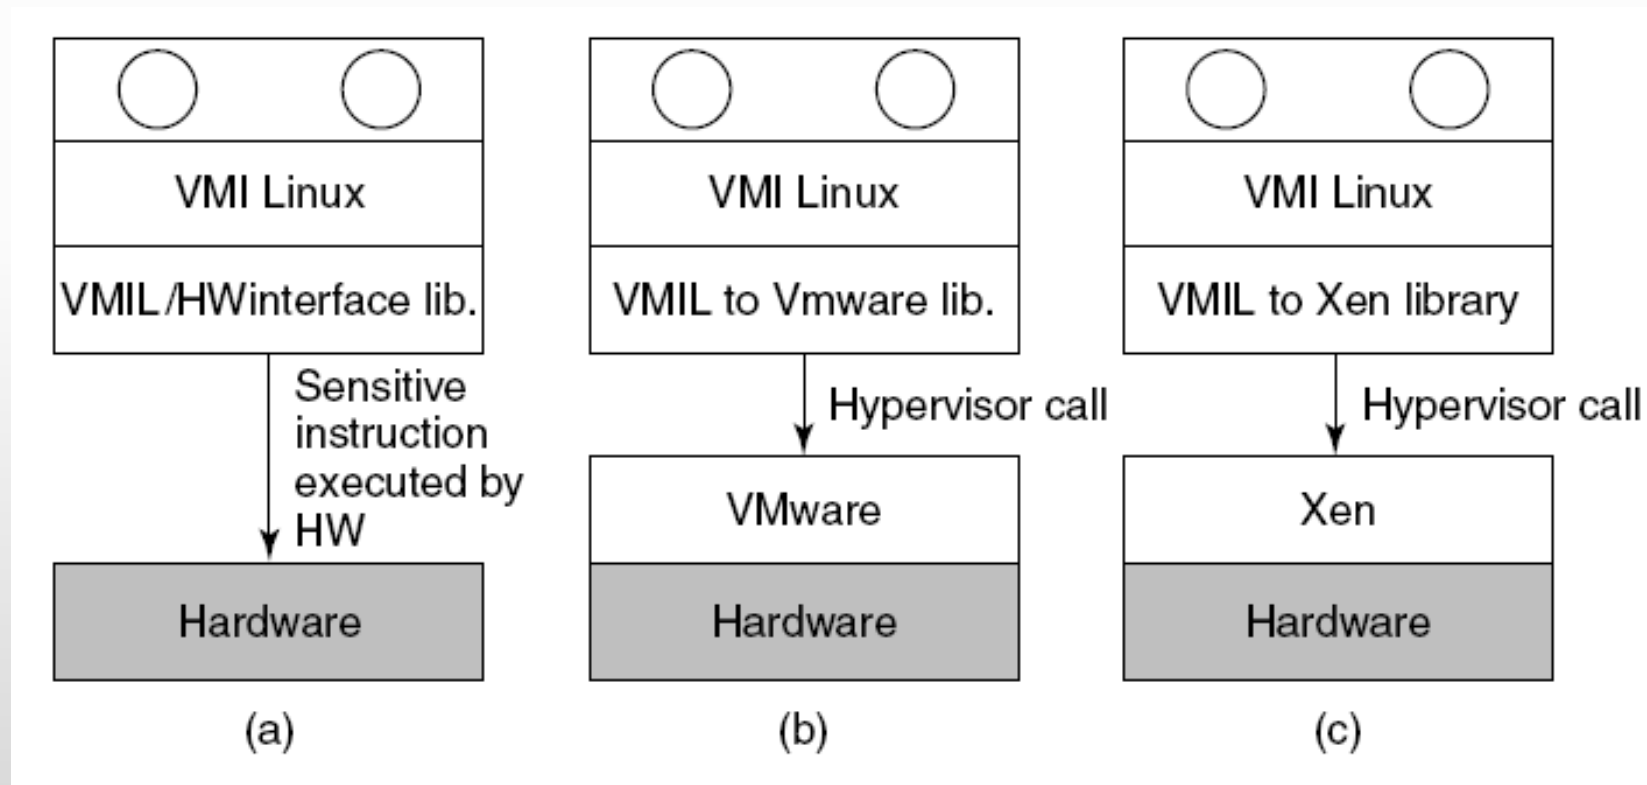 VMI Linux
VMIL/HWinterface lib.
Sensitive
instruction
executed by
HW
Hardware
(a)
VMI Linux
VMIL to Vmware lib.
Hypervisor call
VMware
Hardware
(b)
VMI Linux
VMIL to Xen library
Hypervisor call
Xen
Hardware
(c)